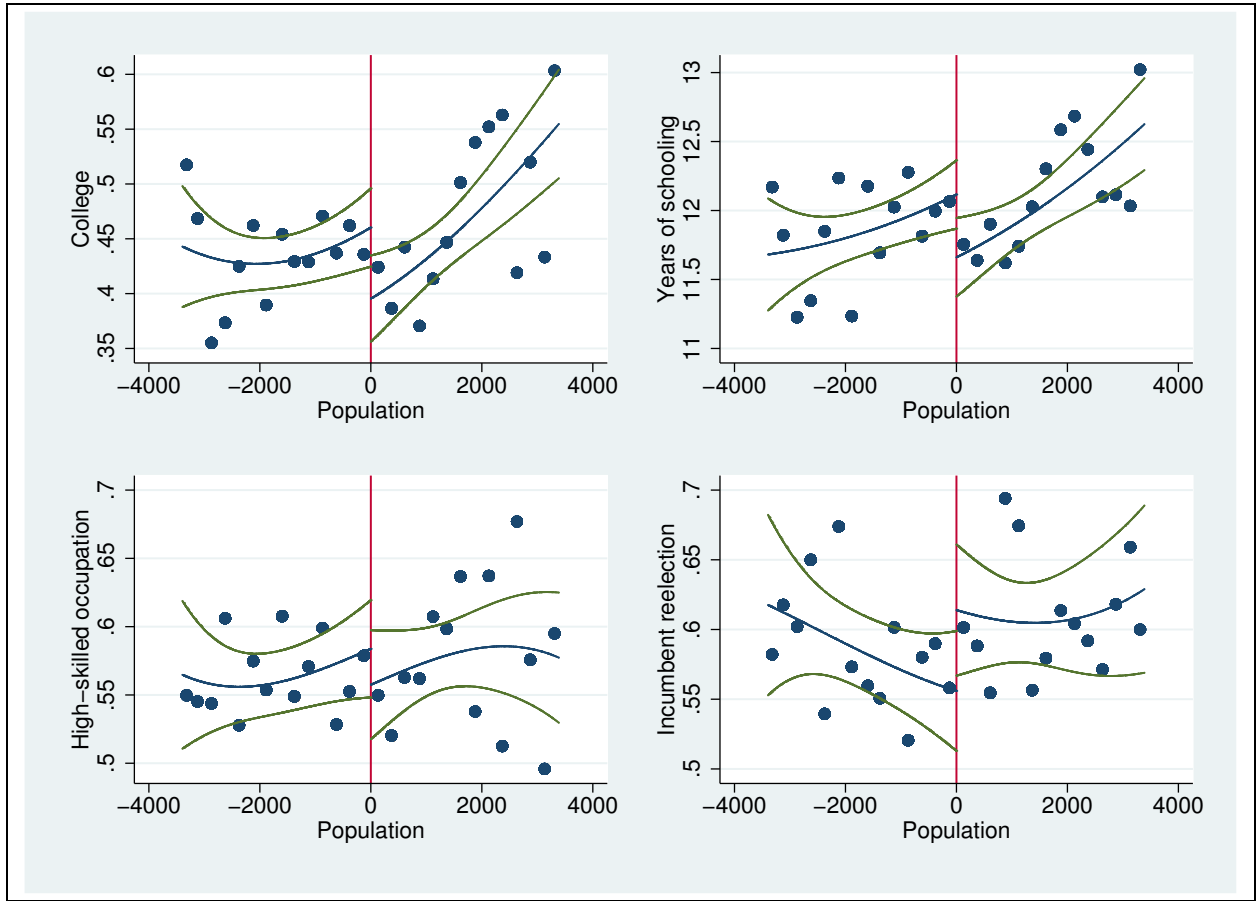 College
.35 .4 .45 .5 .55 .6
−4000 −2000 0 2000 4000
Population
Years of schooling
11 11.5 12 12.5 13
−4000 −2000 0 2000 4000
Population
High−skilled occupation
.5 .55 .6 .65 .7
−4000 −2000 0 2000 4000
Population
Incumbent reelection
.5 .55 .6 .65 .7
−4000 −2000 0 2000 4000
Population